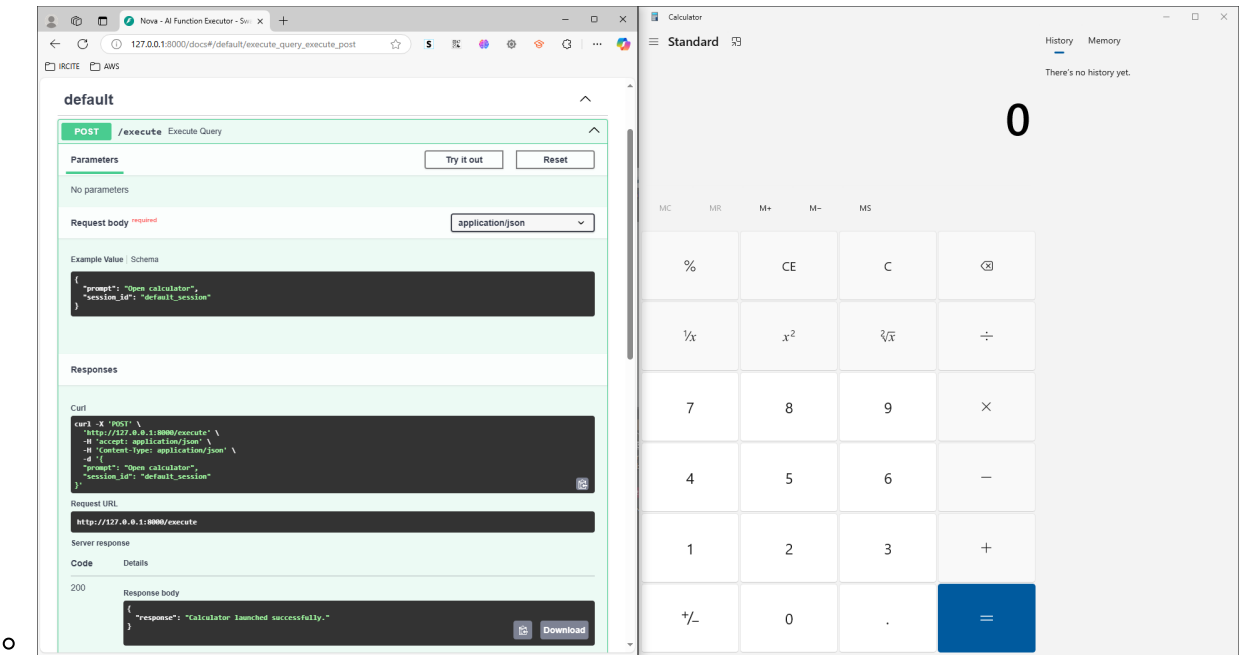 Nova - AI Function Executor - Sw
127.0.0.1:8000/docs#/default/execute_query_execute_post
IRCITE AWS
default
POST /execute Execute Query
Parameters
Try it out
Reset
No parameters
Request body required
application/json
Example Value | Schema
{
"prompt": "Open calculator",
"session_id": "default_session"
}
Responses
Curl
curl -X 'POST' \
'http://127.0.0.1:8000/execute' \
-H 'accept: application/json' \
-H 'Content-Type: application/json' \
-d '{
"prompt": "Open calculator",
"session_id": "default_session"
}'
Request URL
http://127.0.0.1:8000/execute
Server response
Code Details
200
Response body
{
"response": "Calculator launched successfully."
}
Download
Calculator
Standard
History Memory
There's no history yet.
0
MC MR M+ M- MS
% CE C
1/x x² ²√x ÷
7 8 9 ×
4 5 6 −
1 2 3 +
+/− 0 . =